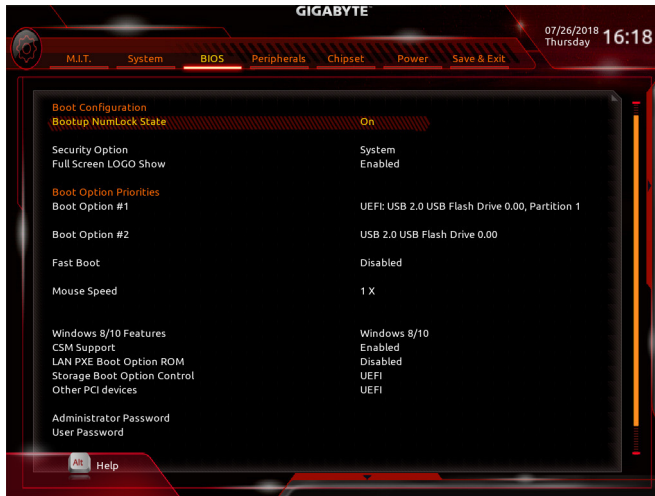 GIGABYTE™
07/26/2018 Thursday 16:18
M.I.T. System BIOS Peripherals Chipset Power Save & Exit
Boot Configuration
Bootup NumLock State On
Security Option System
Full Screen LOGO Show Enabled
Boot Option Priorities
Boot Option #1 UEFI: USB 2.0 USB Flash Drive 0.00, Partition 1
Boot Option #2 USB 2.0 USB Flash Drive 0.00
Fast Boot Disabled
Mouse Speed 1 X
Windows 8/10 Features Windows 8/10
CSM Support Enabled
LAN PXE Boot Option ROM Disabled
Storage Boot Option Control UEFI
Other PCI devices UEFI
Administrator Password
User Password
Alt Help